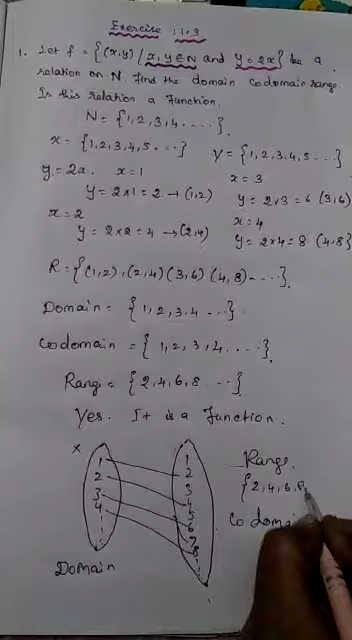 Exercise : 1.3
1. Let f = {(x,y) / x, y ∈ N and y = 2x} be a
relation on N. Find the domain codomain range.
Is this relation a Function.
N = {1, 2, 3, 4 .....}.
x = {1, 2, 3, 4, 5. ...} Y = {1, 2, 3, 4, 5 ...}
y = 2x. x = 1
y = 2×1 = 2 → (1,2)
x = 2
y = 2×2 = 4 → (2,4)
x = 3
y = 2×3 = 6 (3,6)
x = 4
y = 2×4 = 8 (4,8)
R = {(1,2), (2,4) (3,6) (4,8) ....}.
Domain = {1, 2, 3, 4 ...}
Codomain = {1, 2, 3, 4. ...}.
Range = {2, 4, 6, 8 ...}
Yes. It is a Function.
X
1 1
2 2
3 3
4 4
5
6
7
8
Domain
Range.
{2, 4, 6, 8